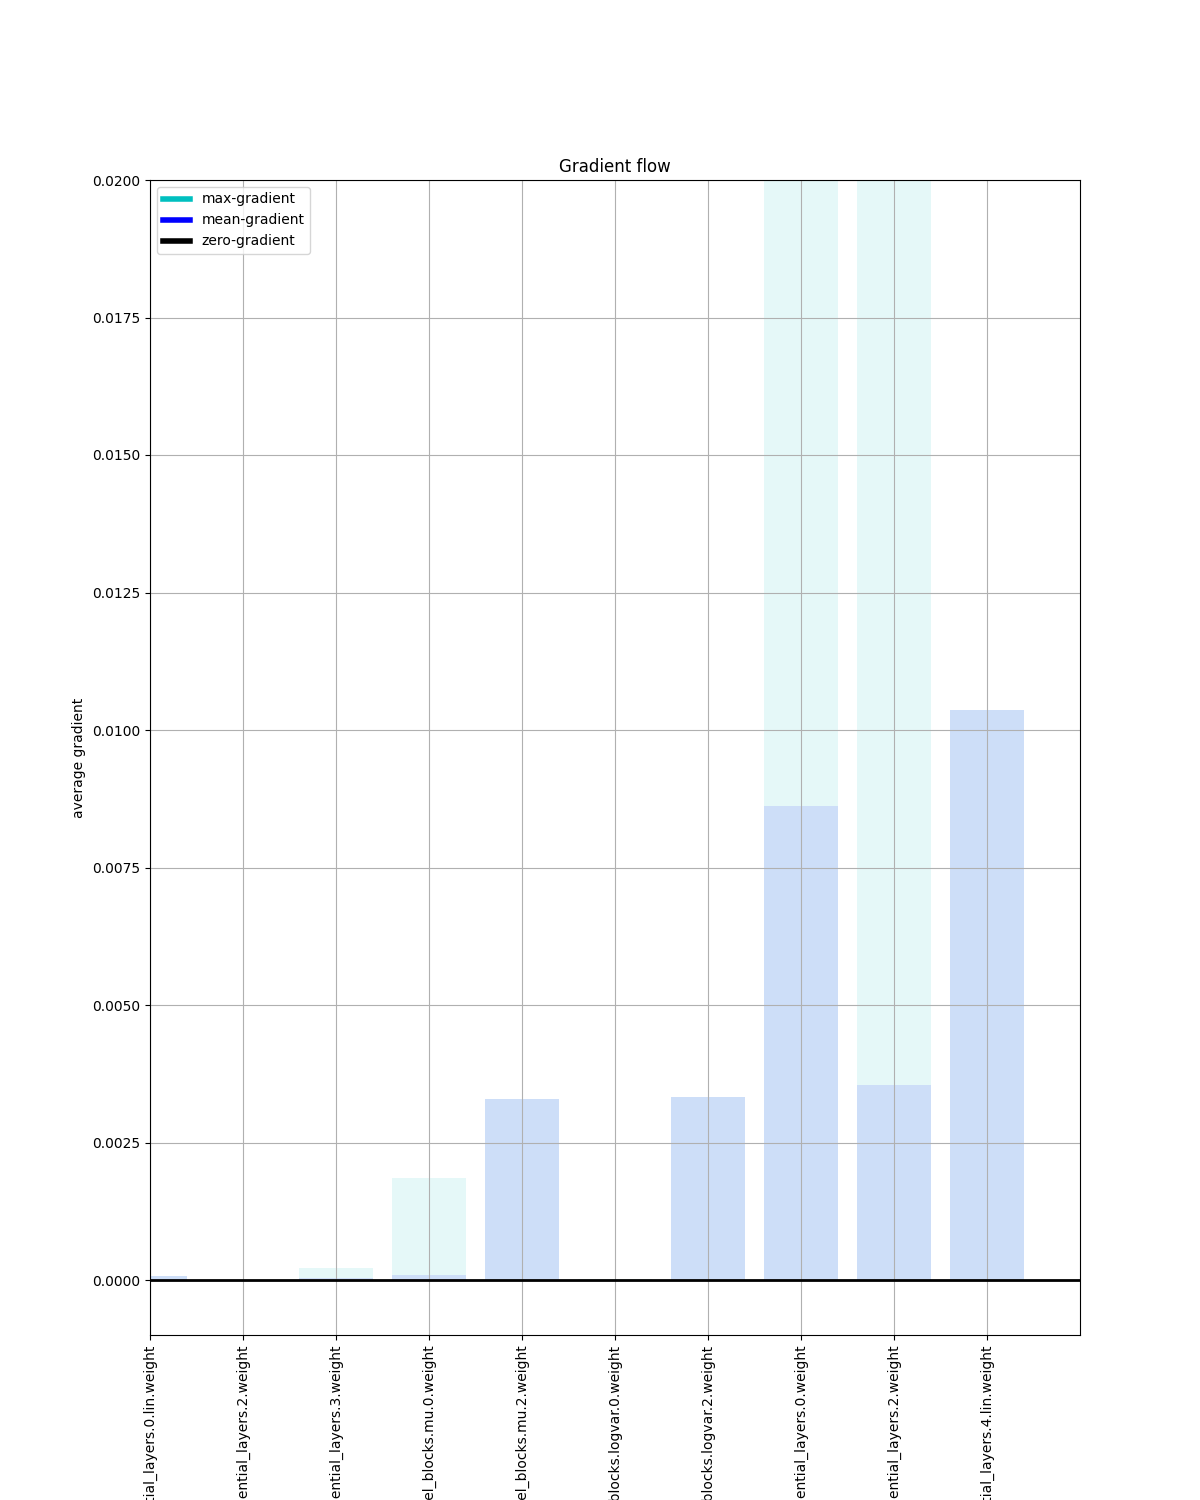 Gradient flow
max-gradient
mean-gradient
zero-gradient
0.0200
0.0175
0.0150
0.0125
0.0100
0.0075
0.0050
0.0025
0.0000
average gradient
tial_layers.0.lin.weight
ential_layers.2.weight
ential_layers.3.weight
el_blocks.mu.0.weight
el_blocks.mu.2.weight
blocks.logvar.0.weight
blocks.logvar.2.weight
ential_layers.0.weight
ential_layers.2.weight
tial_layers.4.lin.weight